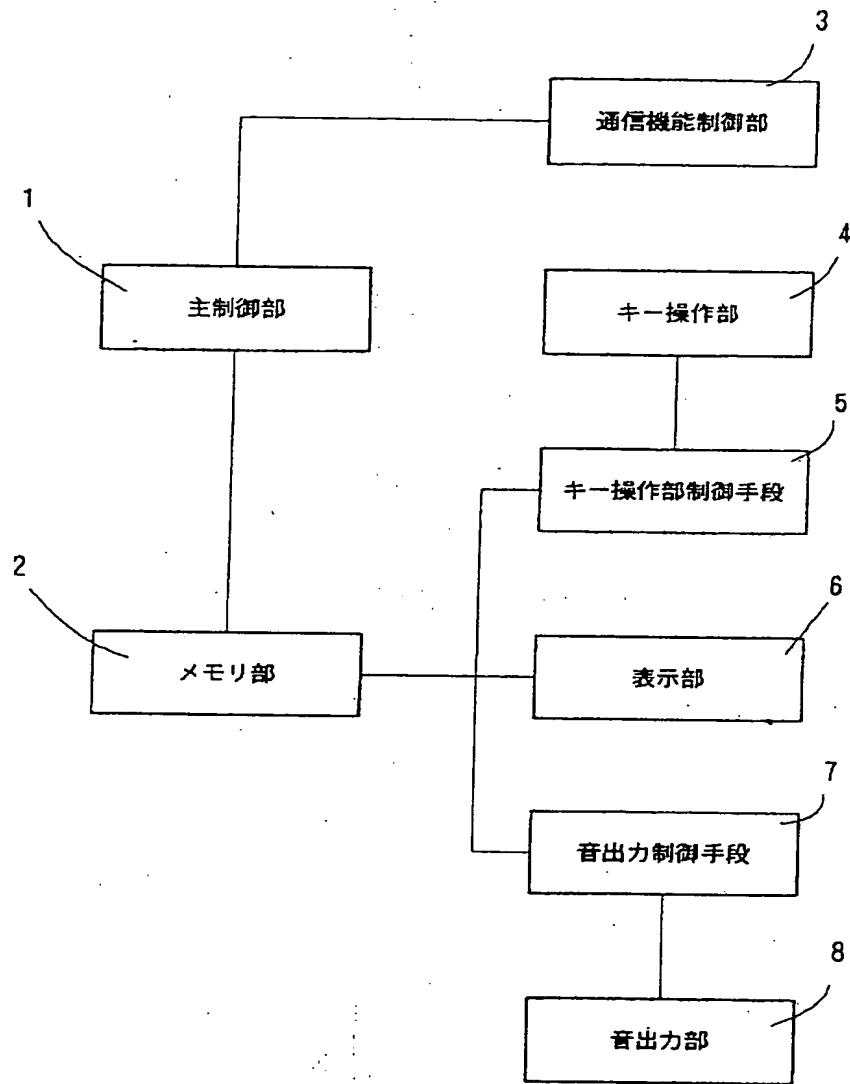 3
通信機能制御部
1
主制御部
4
キー操作部
5
キー操作部制御手段
2
メモリ部
6
表示部
7
音出力制御手段
8
音出力部